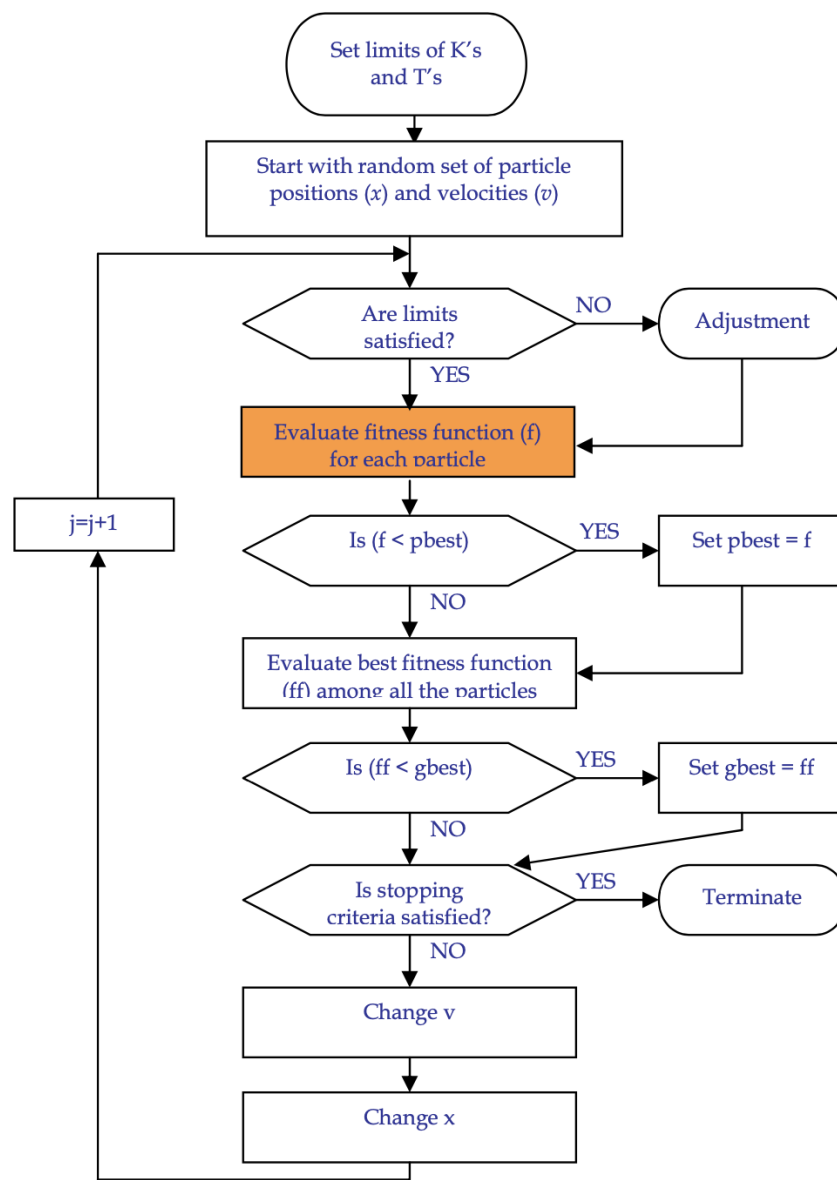 Set limits of K's
and T's
Start with random set of particle
positions (x) and velocities (v)
Are limits
satisfied?
NO
Adjustment
YES
Evaluate fitness function (f)
for each particle
j=j+1
Is (f < pbest)
YES
Set pbest = f
NO
Evaluate best fitness function
(ff) among all the particles
Is (ff < gbest)
YES
Set gbest = ff
NO
Is stopping
criteria satisfied?
YES
Terminate
NO
Change v
Change x